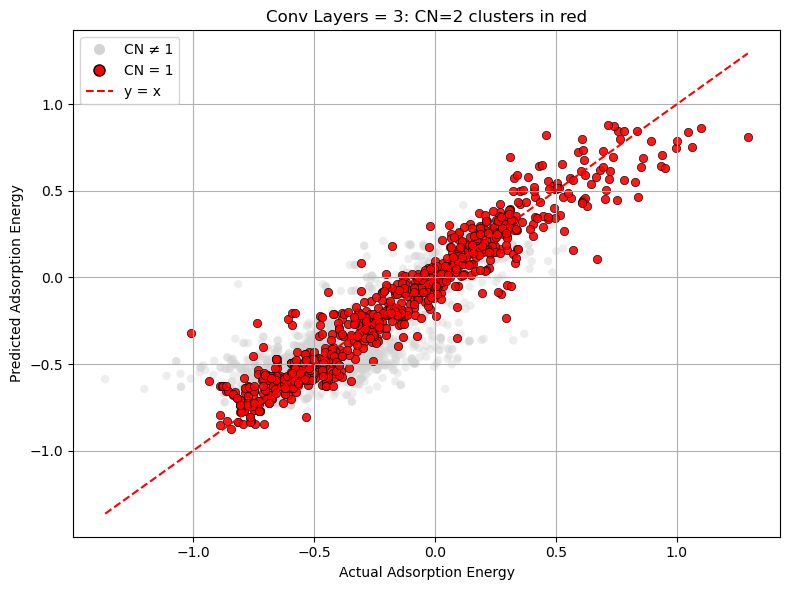 Conv Layers = 3: CN=2 clusters in red
CN ≠ 1
CN = 1
y = x
1.0
0.5
0.0
−0.5
−1.0
Predicted Adsorption Energy
−1.0 −0.5 0.0 0.5 1.0
Actual Adsorption Energy